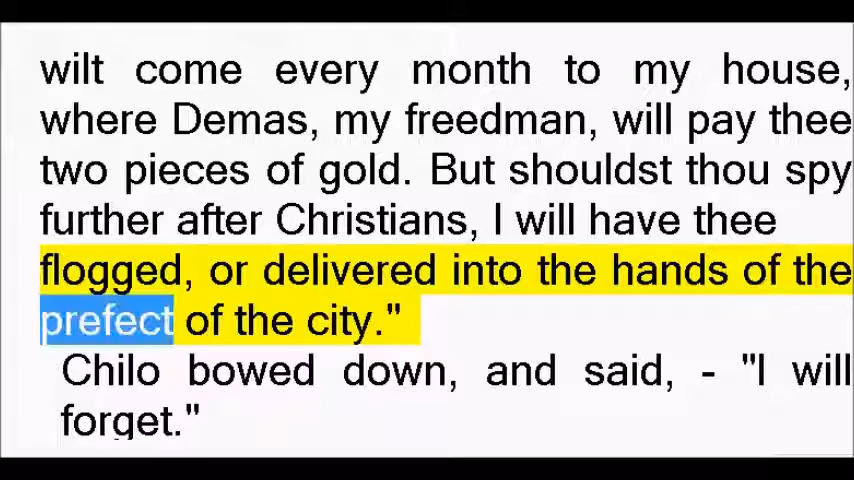 wilt come every month to my house,
where Demas, my freedman, will pay thee
two pieces of gold. But shouldst thou spy
further after Christians, I will have thee
flogged, or delivered into the hands of the
prefect of the city."
Chilo bowed down, and said, - "I will
forget."